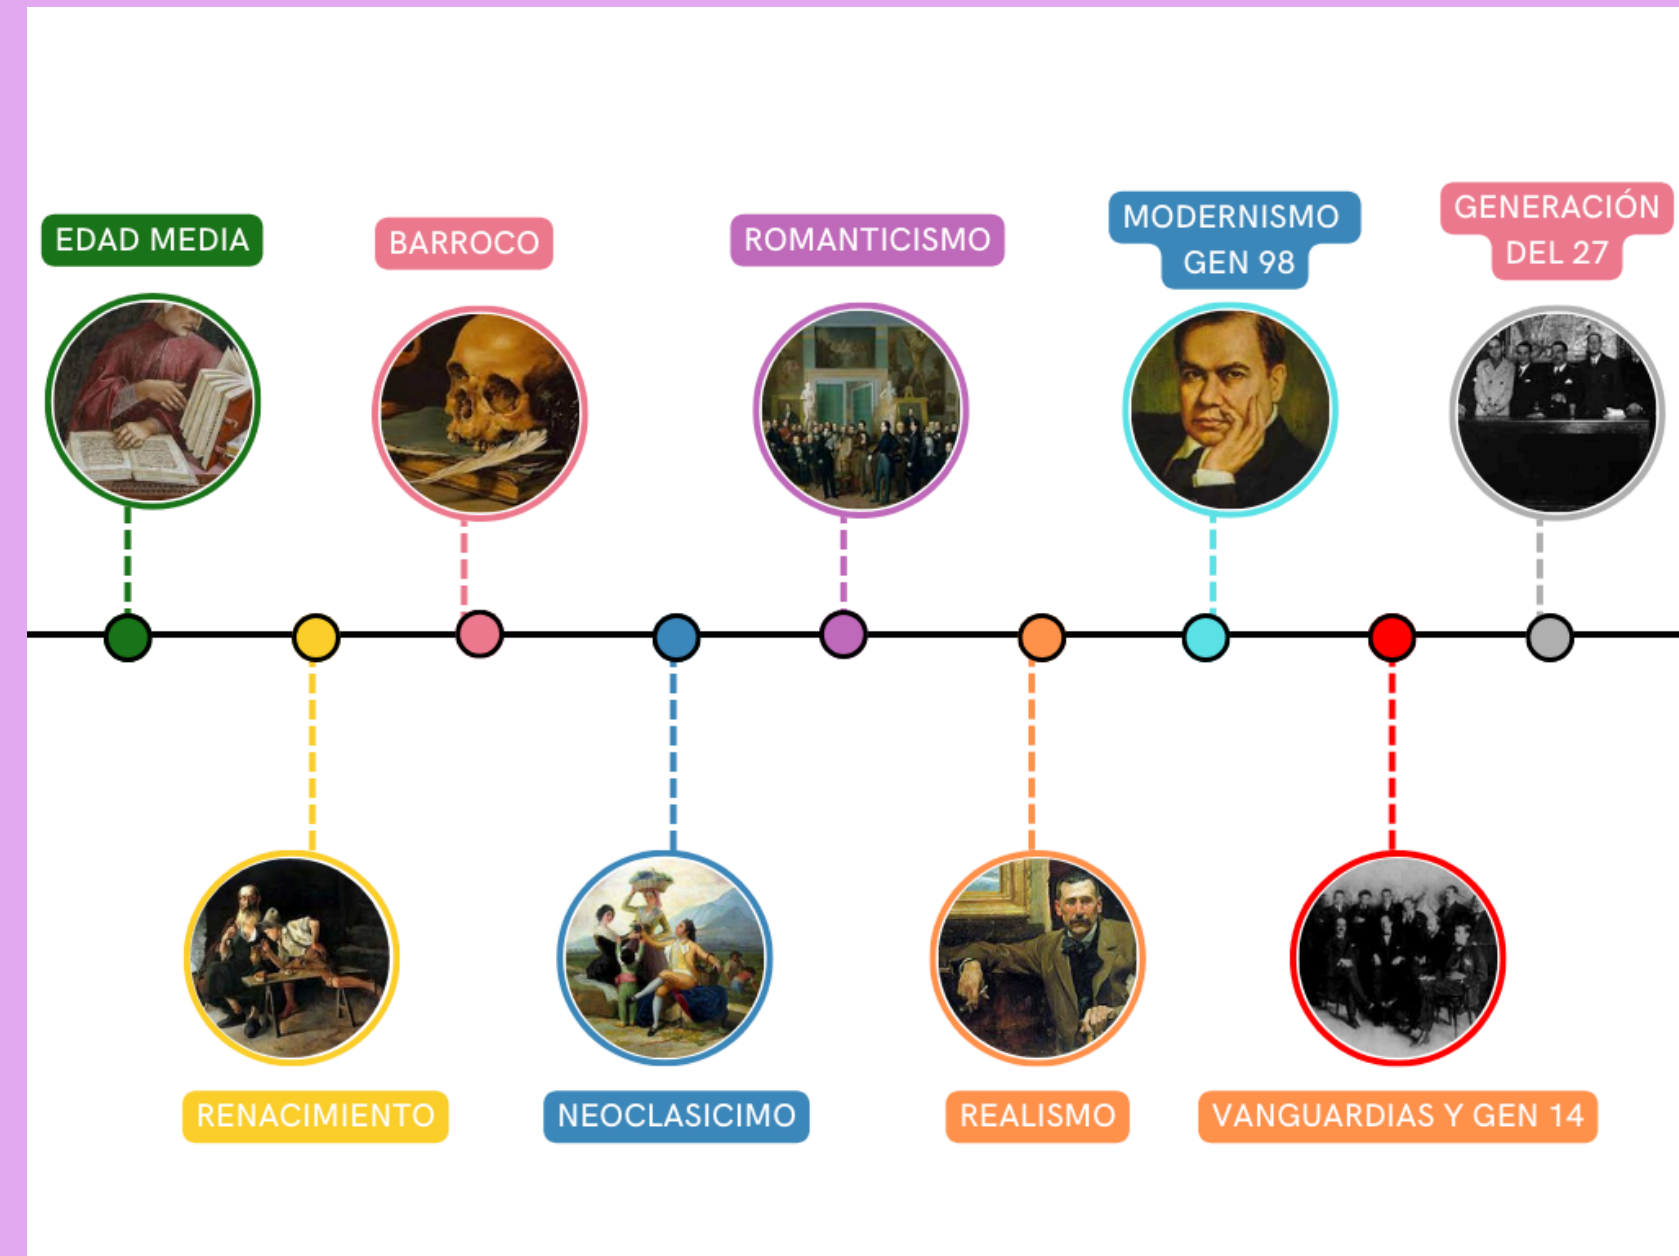 EDAD MEDIA
BARROCO
ROMANTICISMO
MODERNISMO
GEN 98
GENERACIÓN
DEL 27
RENACIMIENTO
NEOCLASICIMO
REALISMO
VANGUARDIAS Y GEN 14